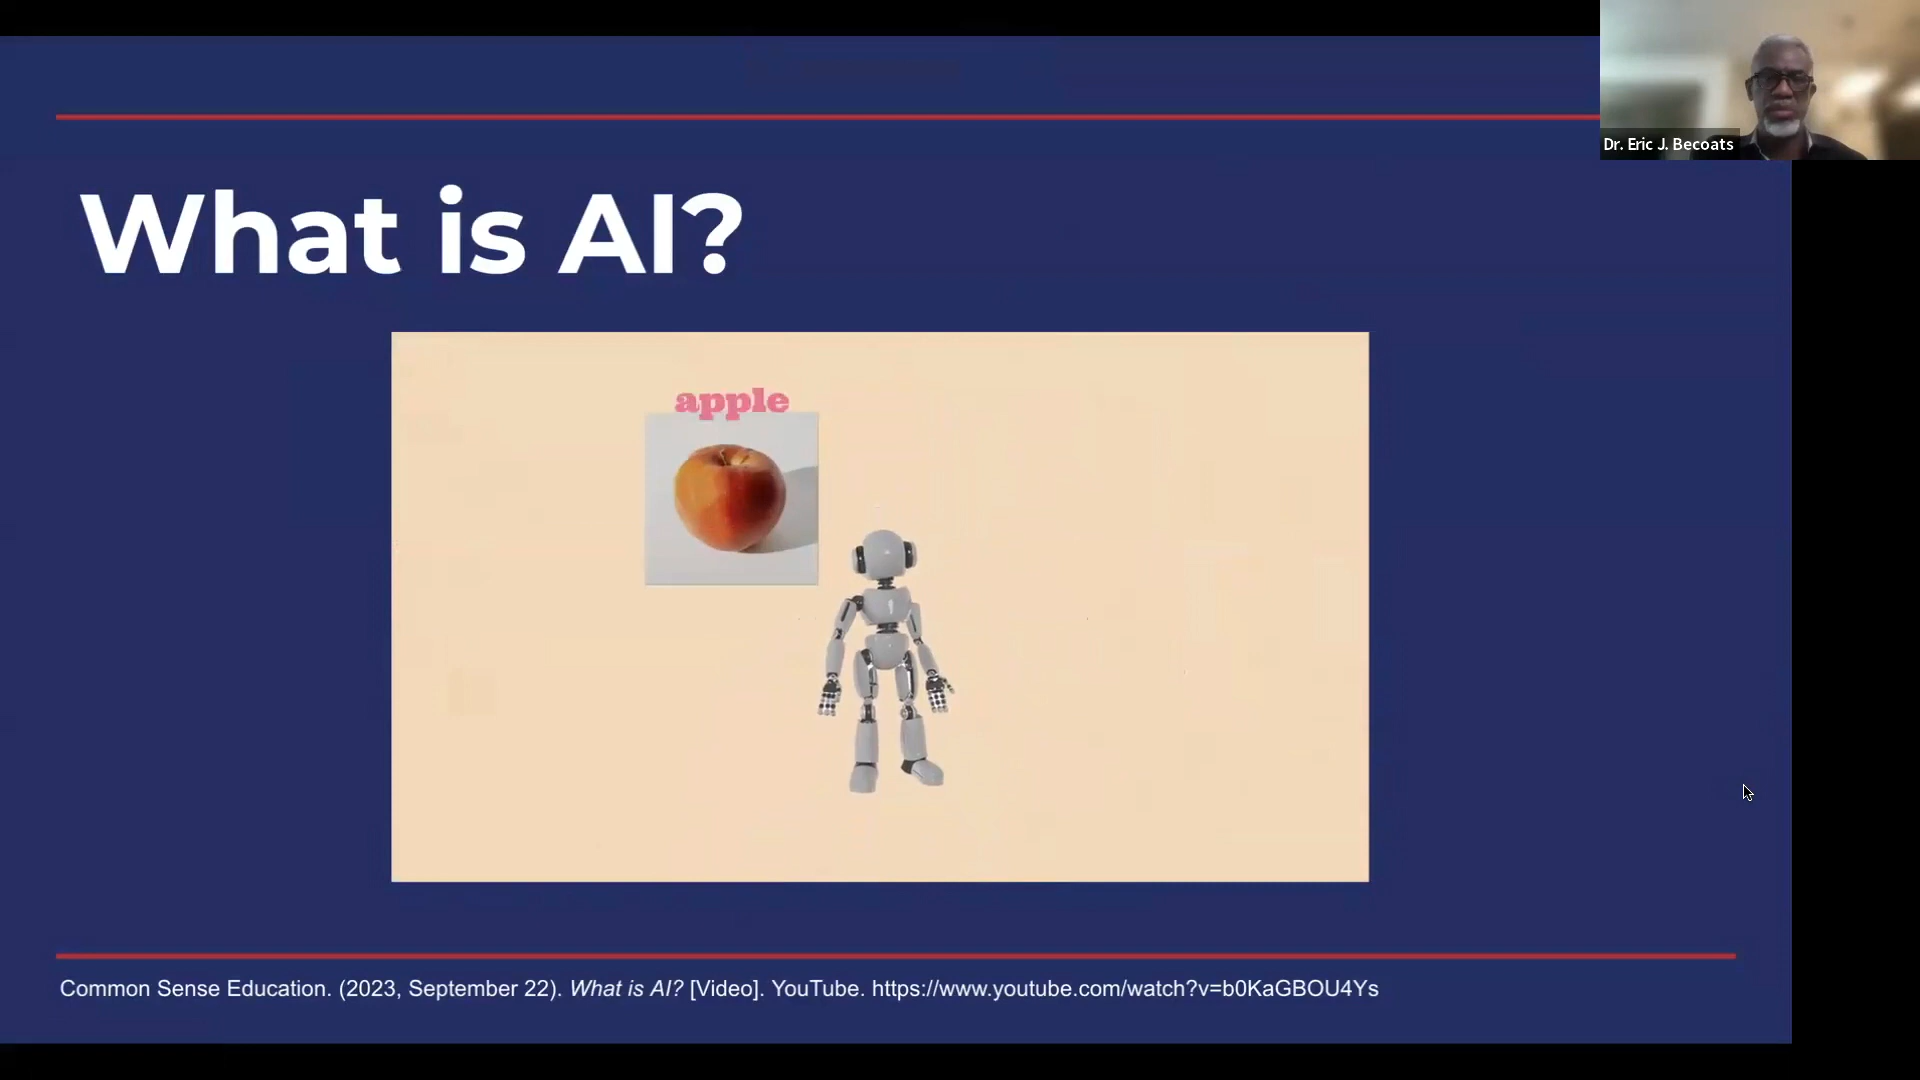 Dr. Eric J. Becoats
What is AI?
apple
Common Sense Education. (2023, September 22). What is AI? [Video]. YouTube. https://www.youtube.com/watch?v=b0KaGBOU4Ys